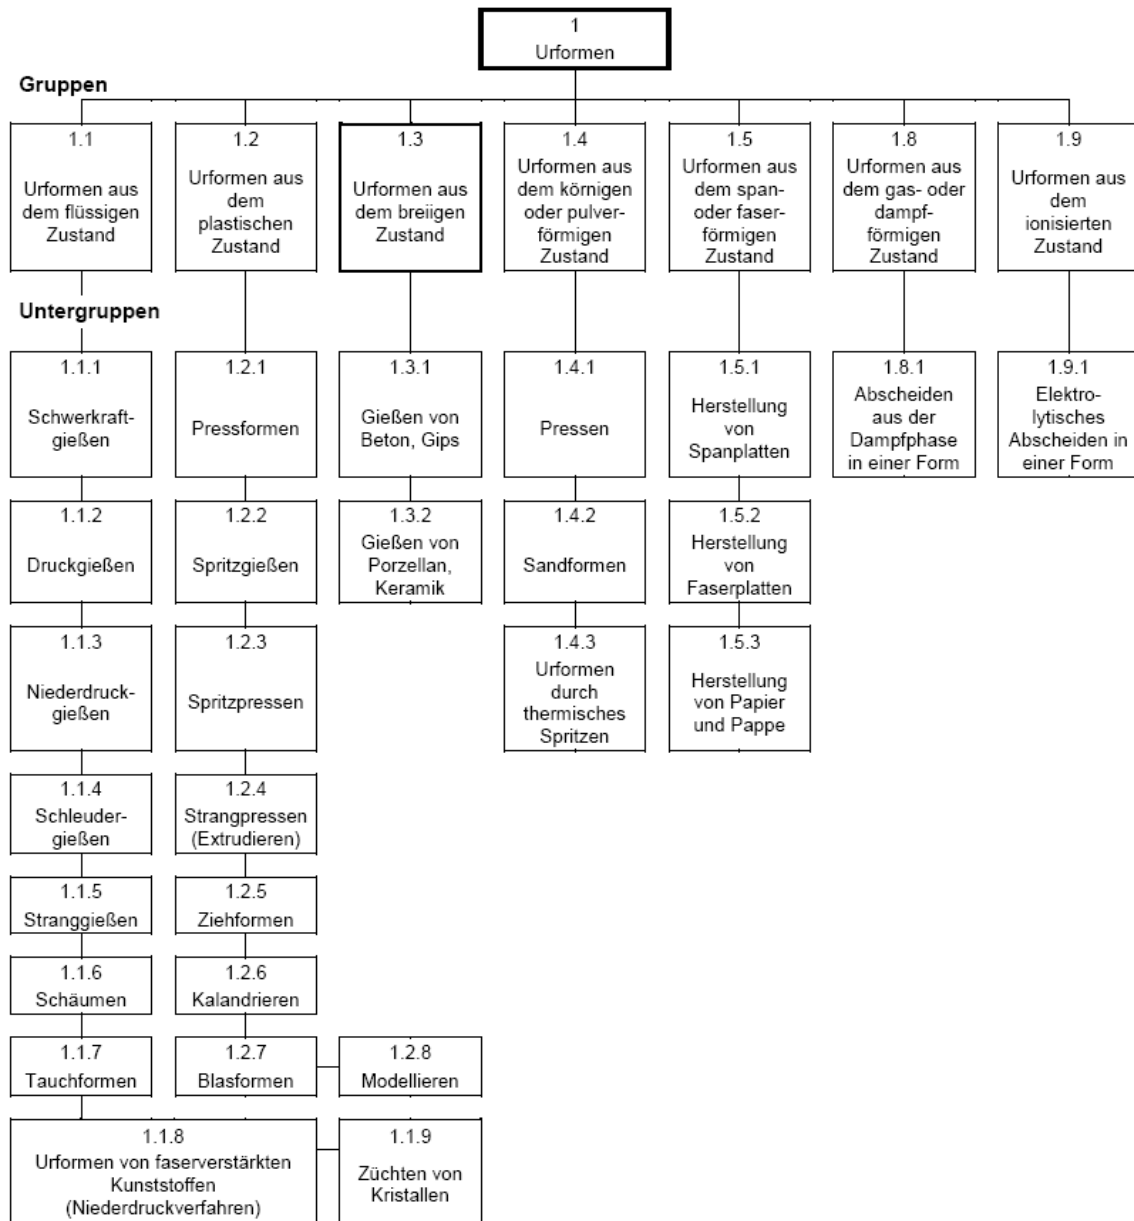 1
Urformen
Gruppen
1.1
Urformen aus
dem flüssigen
Zustand
1.2
Urformen aus
dem
plastischen
Zustand
1.3
Urformen aus
dem breiigen
Zustand
1.4
Urformen aus
dem körnigen
oder pulver-
förmigen
Zustand
1.5
Urformen aus
dem span-
oder faser-
förmigen
Zustand
1.8
Urformen aus
dem gas- oder
dampf-
förmigen
Zustand
1.9
Urformen aus
dem
ionisierten
Zustand
Untergruppen
1.1.1
Schwerkraft-
gießen
1.2.1
Pressformen
1.3.1
Gießen von
Beton, Gips
1.4.1
Pressen
1.5.1
Herstellung
von
Spanplatten
1.8.1
Abscheiden
aus der
Dampfphase
in einer Form
1.9.1
Elektro-
lytisches
Abscheiden in
einer Form
1.1.2
Druckgießen
1.2.2
Spritzgießen
1.3.2
Gießen von
Porzellan,
Keramik
1.4.2
Sandformen
1.5.2
Herstellung
von
Faserplatten
1.1.3
Niederdruck-
gießen
1.2.3
Spritzpressen
1.4.3
Urformen
durch
thermisches
Spritzen
1.5.3
Herstellung
von Papier
und Pappe
1.1.4
Schleuder-
gießen
1.2.4
Strangpressen
(Extrudieren)
1.1.5
Stranggießen
1.2.5
Ziehformen
1.1.6
Schäumen
1.2.6
Kalandrieren
1.1.7
Tauchformen
1.2.7
Blasformen
1.2.8
Modellieren
1.1.8
Urformen von faserverstärkten
Kunststoffen
(Niederdruckverfahren)
1.1.9
Züchten von
Kristallen